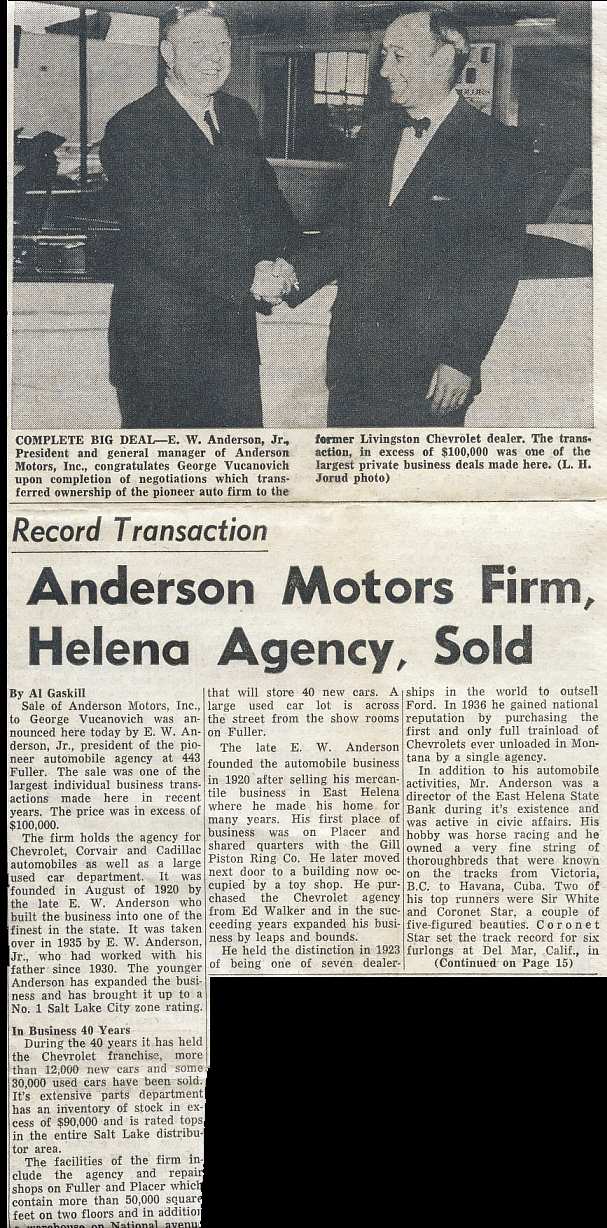 COMPLETE BIG DEAL—E. W. Anderson, Jr.,
President and general manager of Anderson
Motors, Inc., congratulates George Vucanovich
upon completion of negotiations which trans-
ferred ownership of the pioneer auto firm to the
former Livingston Chevrolet dealer. The trans-
action, in excess of $100,000 was one of the
largest private business deals made here. (L. H.
Jorud photo)
Record Transaction
Anderson Motors Firm,
Helena Agency, Sold
By Al Gaskill
Sale of Anderson Motors, Inc.,
to George Vucanovich was an-
nounced here today by E. W. An-
derson, Jr., president of the pio-
neer automobile agency at 443
Fuller. The sale was one of the
largest individual business trans-
actions made here in recent
years. The price was in excess of
$100,000.
The firm holds the agency for
Chevrolet, Corvair and Cadillac
automobiles as well as a large
used car department. It was
founded in August of 1920 by
the late E. W. Anderson who
built the business into one of the
finest in the state. It was taken
over in 1935 by E. W. Anderson,
Jr., who had worked with his
father since 1930. The younger
Anderson has expanded the busi-
ness and has brought it up to a
No. 1 Salt Lake City zone rating.
In Business 40 Years
During the 40 years it has held
the Chevrolet franchise, more
than 12,000 new cars and some
30,000 used cars have been sold.
It's extensive parts department
has an inventory of stock in ex-
cess of $90,000 and is rated tops
in the entire Salt Lake distribu-
tor area.
The facilities of the firm in-
clude the agency and repair
shops on Fuller and Placer which
contain more than 50,000 square
feet on two floors and in addition
a warehouse on National avenue
that will store 40 new cars. A
large used car lot is across
the street from the show rooms
on Fuller.
The late E. W. Anderson
founded the automobile business
in 1920 after selling his mercan-
tile business in East Helena
where he made his home for
many years. His first place of
business was on Placer and
shared quarters with the Gill
Piston Ring Co. He later moved
next door to a building now oc-
cupied by a toy shop. He pur-
chased the Chevrolet agency
from Ed Walker and in the suc-
ceeding years expanded his busi-
ness by leaps and bounds.
He held the distinction in 1923
of being one of seven dealer-
ships in the world to outsell
Ford. In 1936 he gained national
reputation by purchasing the
first and only full trainload of
Chevrolets ever unloaded in Mon-
tana by a single agency.
In addition to his automobile
activities, Mr. Anderson was a
director of the East Helena State
Bank during it's existence and
was active in civic affairs. His
hobby was horse racing and he
owned a very fine string of
thoroughbreds that were known
on the tracks from Victoria,
B.C. to Havana, Cuba. Two of
his top runners were Sir White
and Coronet Star, a couple of
five-figured beauties. Coronet
Star set the track record for six
furlongs at Del Mar, Calif., in
(Continued on Page 15)